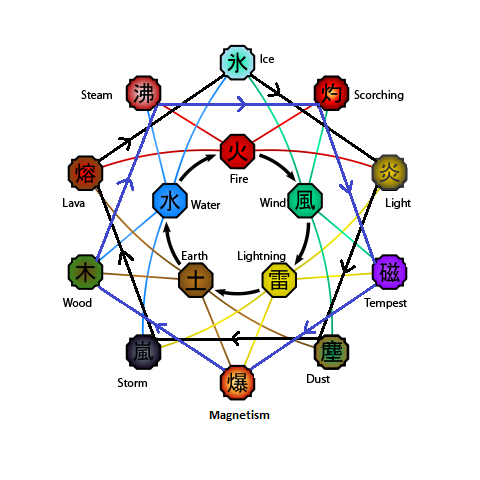 氷 Ice
Steam 沸
灼 Scorching
火
Fire
熔
Lava
炎
Light
水 Water
Wind 風
Earth
土
Lightning
雷
木
Wood
磁
Tempest
嵐
Storm
爆
Magnetism
塵
Dust